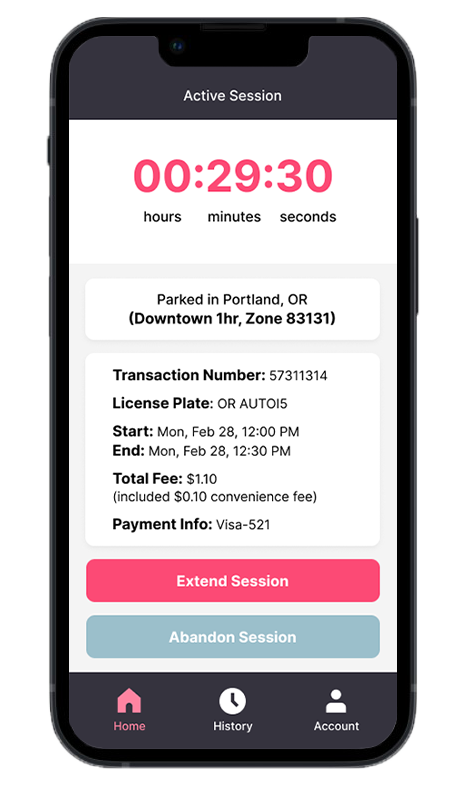 Active Session
00:29:30
hours minutes seconds
Parked in Portland, OR
(Downtown 1hr, Zone 83131)
Transaction Number: 57311314
License Plate: OR AUTOI5
Start: Mon, Feb 28, 12:00 PM
End: Mon, Feb 28, 12:30 PM
Total Fee: $1.10
(included $0.10 convenience fee)
Payment Info: Visa-521
Extend Session
Abandon Session
Home History Account